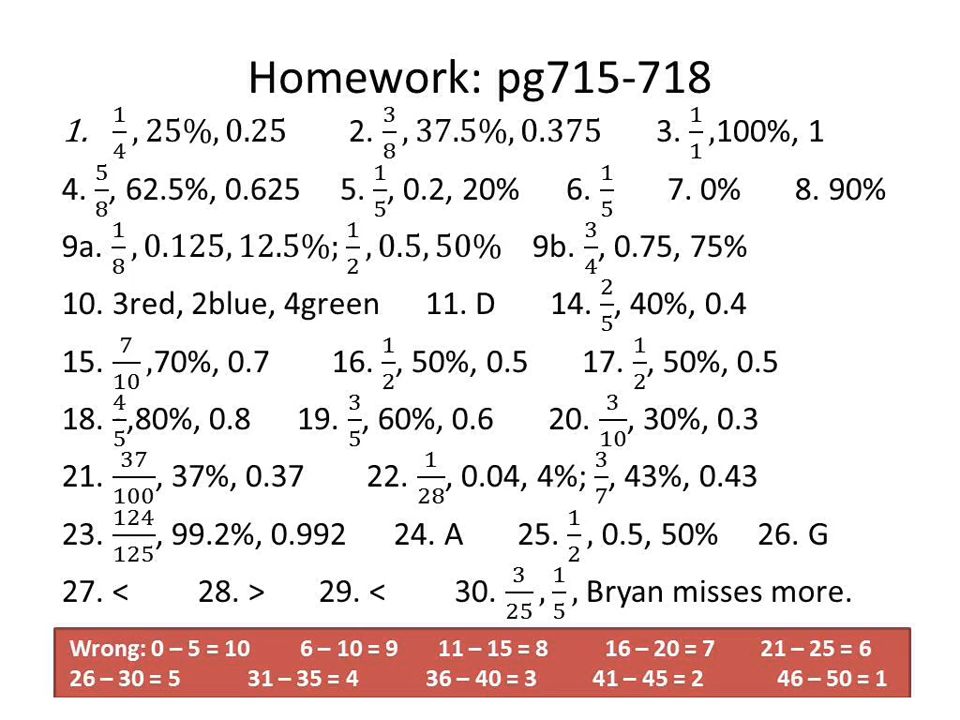 Homework: pg715-718
1. 1/4, 25%, 0.25 2. 3/8, 37.5%, 0.375 3. 1/1,100%, 1
4. 5/8, 62.5%, 0.625 5. 1/5, 0.2, 20% 6. 1/5 7. 0% 8. 90%
9a. 1/8, 0.125, 12.5%; 1/2, 0.5, 50% 9b. 3/4, 0.75, 75%
10. 3red, 2blue, 4green 11. D 14. 2/5, 40%, 0.4
15. 7/10 ,70%, 0.7 16. 1/2, 50%, 0.5 17. 1/2, 50%, 0.5
18. 4/5,80%, 0.8 19. 3/5, 60%, 0.6 20. 3/10, 30%, 0.3
21. 37/100, 37%, 0.37 22. 1/28, 0.04, 4%; 3/7, 43%, 0.43
23. 124/125, 99.2%, 0.992 24. A 25. 1/2, 0.5, 50% 26. G
27. < 28. > 29. < 30. 3/25, 1/5, Bryan misses more.
Wrong: 0 – 5 = 10 6 – 10 = 9 11 – 15 = 8 16 – 20 = 7 21 – 25 = 6
26 – 30 = 5 31 – 35 = 4 36 – 40 = 3 41 – 45 = 2 46 – 50 = 1